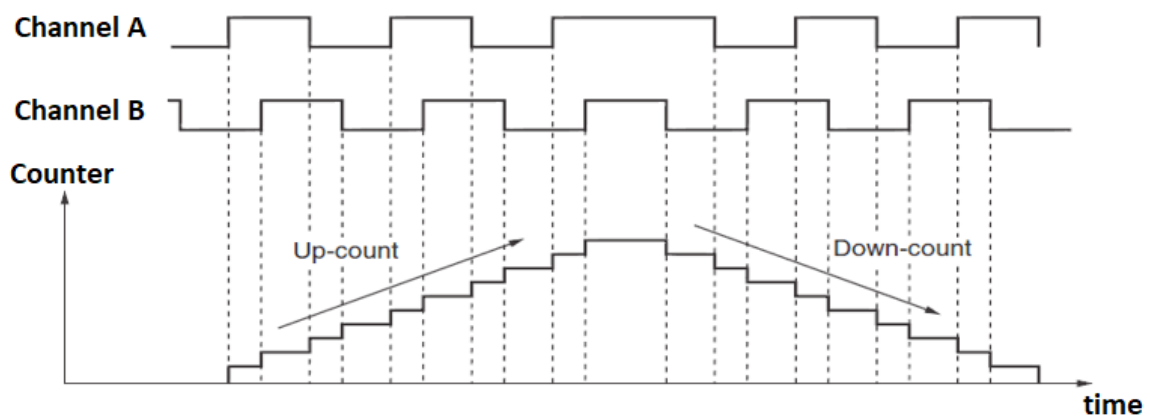 Channel A
Channel B
Counter
Up-count
Down-count
time